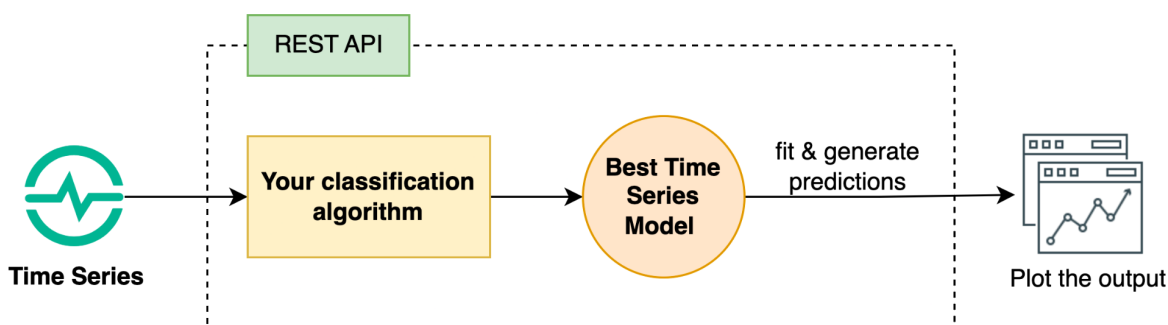 REST API
Time Series
Your classification
algorithm
Best Time
Series
Model
fit & generate
predictions
Plot the output